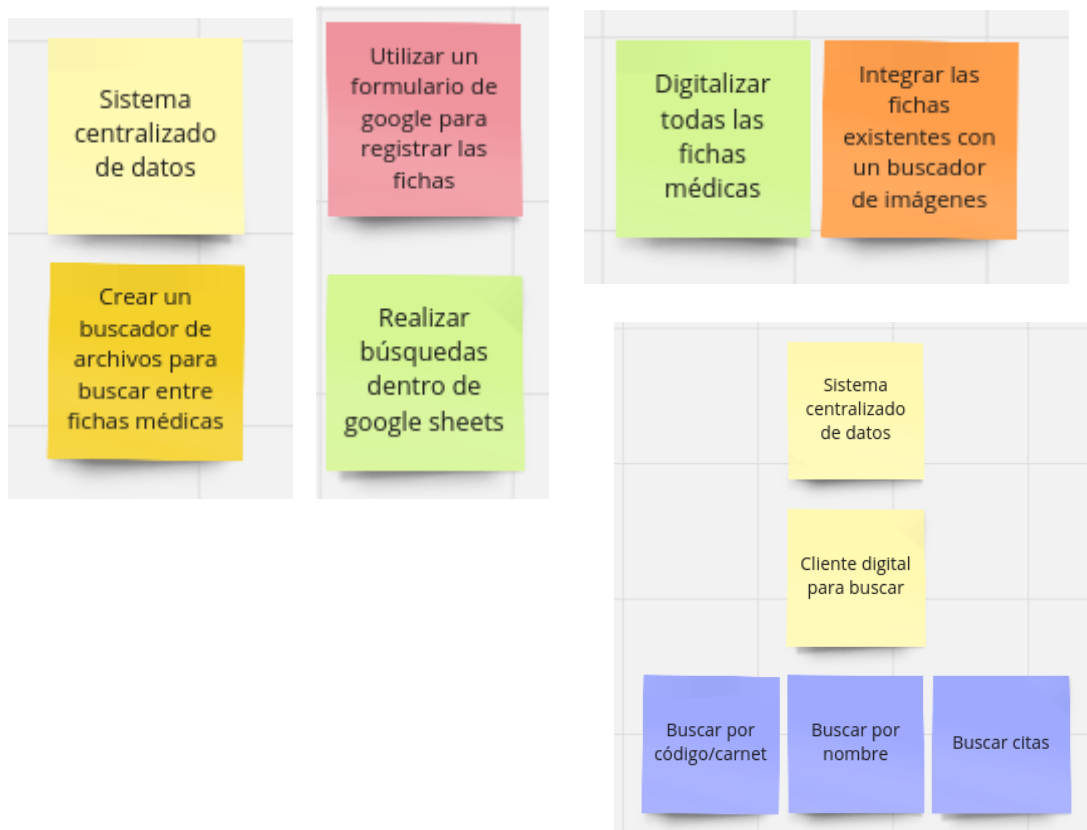 Sistema
centralizado
de datos
Crear un
buscador de
archivos para
buscar entre
fichas médicas
Utilizar un
formulario de
google para
registrar las
fichas
Realizar
búsquedas
dentro de
google sheets
Digitalizar
todas las
fichas
médicas
Integrar las
fichas
existentes con
un buscador
de imágenes
Sistema
centralizado
de datos
Cliente digital
para buscar
Buscar por
código/carnet
Buscar por
nombre
Buscar citas